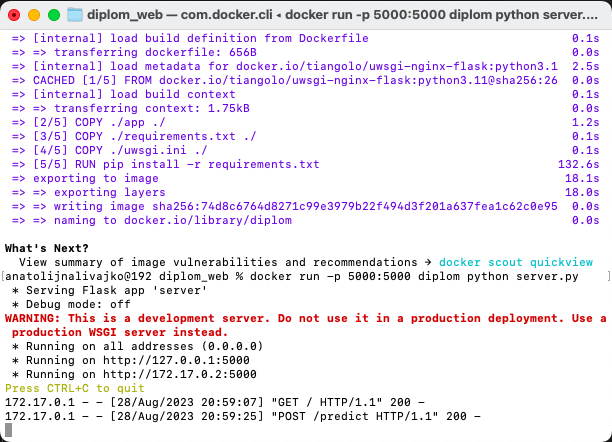 diplom_web — com.docker.cli ◂ docker run -p 5000:5000 diplom python server....
=> [internal] load build definition from Dockerfile 0.1s
=> => transferring dockerfile: 656B 0.0s
=> [internal] load metadata for docker.io/tiangolo/uwsgi-nginx-flask:python3.1 2.5s
=> CACHED [1/5] FROM docker.io/tiangolo/uwsgi-nginx-flask:python3.11@sha256:26 0.0s
=> [internal] load build context 0.1s
=> => transferring context: 1.75kB 0.0s
=> [2/5] COPY ./app ./ 1.2s
=> [3/5] COPY ./requirements.txt ./ 0.1s
=> [4/5] COPY ./uwsgi.ini ./ 0.1s
=> [5/5] RUN pip install -r requirements.txt 132.6s
=> exporting to image 18.1s
=> => exporting layers 18.0s
=> => writing image sha256:74d8c6764d8271c99e3979b22f494d3f201a637fea1c62c0e95 0.0s
=> => naming to docker.io/library/diplom 0.0s
What's Next?
View summary of image vulnerabilities and recommendations → docker scout quickview
[anatolijnalivajko@192 diplom_web % docker run -p 5000:5000 diplom python server.py ]
* Serving Flask app 'server'
* Debug mode: off
WARNING: This is a development server. Do not use it in a production deployment. Use a
production WSGI server instead.
* Running on all addresses (0.0.0.0)
* Running on http://127.0.0.1:5000
* Running on http://172.17.0.2:5000
Press CTRL+C to quit
172.17.0.1 - - [28/Aug/2023 20:59:07] "GET / HTTP/1.1" 200 -
172.17.0.1 - - [28/Aug/2023 20:59:25] "POST /predict HTTP/1.1" 200 -